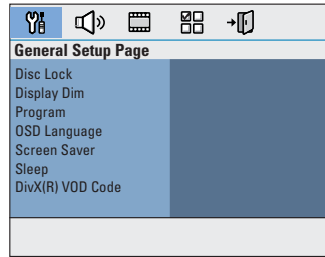 General Setup Page
Disc Lock
Display Dim
Program
OSD Language
Screen Saver
Sleep
DivX(R) VOD Code